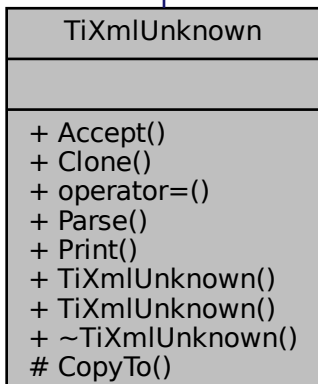 TiXmlUnknown
+ Accept()
+ Clone()
+ operator=()
+ Parse()
+ Print()
+ TiXmlUnknown()
+ TiXmlUnknown()
+ ~TiXmlUnknown()
# CopyTo()